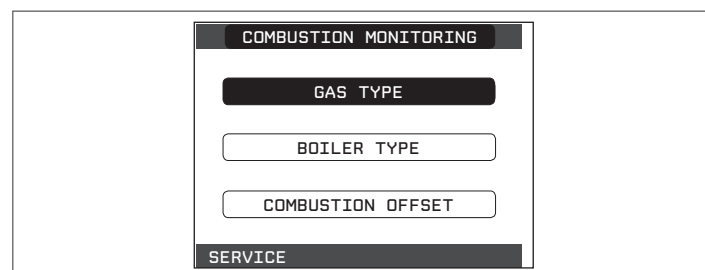 COMBUSTION MONITORING
GAS TYPE
BOILER TYPE
COMBUSTION OFFSET
SERVICE